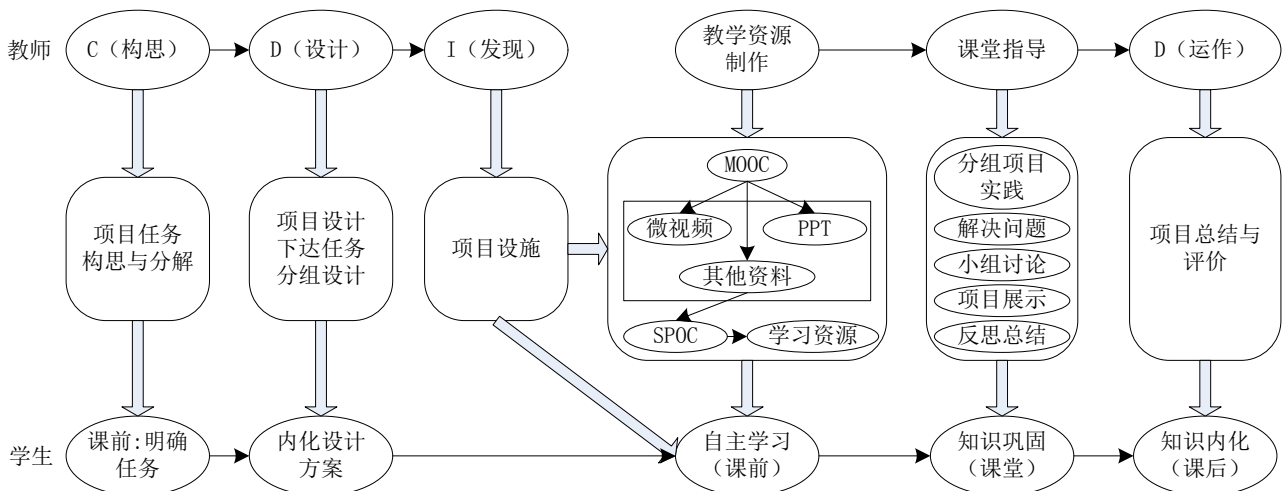 教师
C（构思）
D（设计）
I（发现）
教学资源
制作
课堂指导
D（运作）
项目任务
构思与分解
项目设计
下达任务
分组设计
项目设施
MOOC
微视频
PPT
其他资料
SPOC
学习资源
分组项目
实践
解决问题
小组讨论
项目展示
反思总结
项目总结与
评价
学生
课前:明确
任务
内化设计
方案
自主学习
（课前）
知识巩固
（课堂）
知识内化
（课后）